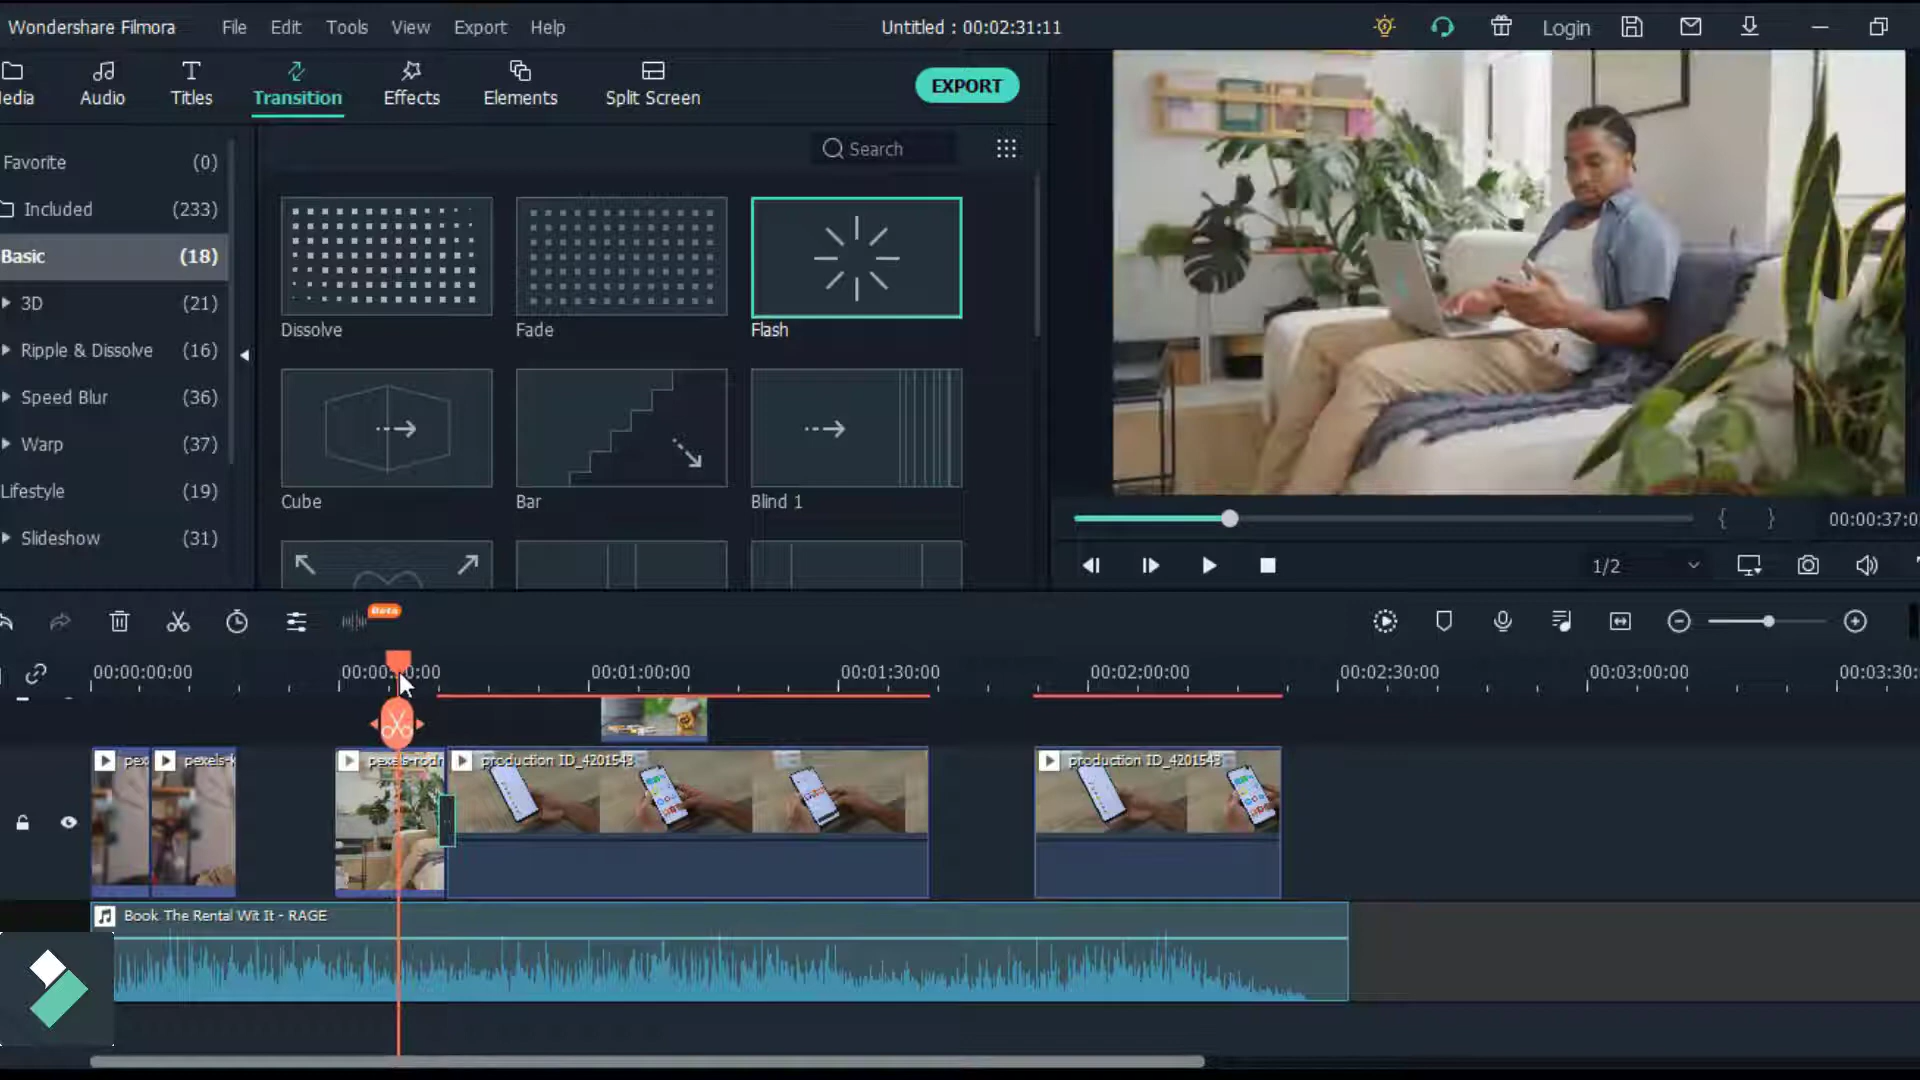 Wondershare Filmora File Edit Tools View Export Help Untitled : 00:02:31:11 Login
edia Audio Titles Transition Effects Elements Split Screen EXPORT
Search
Favorite (0)
Included (233)
Basic (18)
3D (21)
Ripple & Dissolve (16)
Speed Blur (36)
Warp (37)
Lifestyle (19)
Slideshow (31)
Dissolve Fade Flash
Cube Bar Blind 1
{ } 00:00:37:0
1/2
Beta
00:00:00:00 00:01:00:00 00:01:30:00 00:02:00:00 00:02:30:00 00:03:00:00 00:03:30:0
pex pexels-k pexels-rodn production ID_4201543 production ID_4201543
Book The Rental Wit It - RAGE